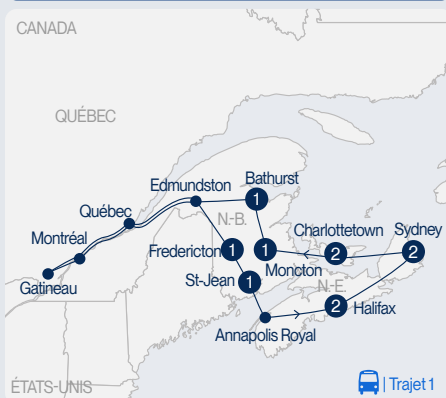 CANADA
QUÉBEC
Edmundston
Bathurst
1
Québec
N.-B.
Montréal
Fredericton
1
1
Charlottetown
2
Sydney
2
Gatineau
St-Jean
1
Moncton
N.-E.
2
Halifax
Annapolis Royal
ÉTATS-UNIS
| Trajet 1